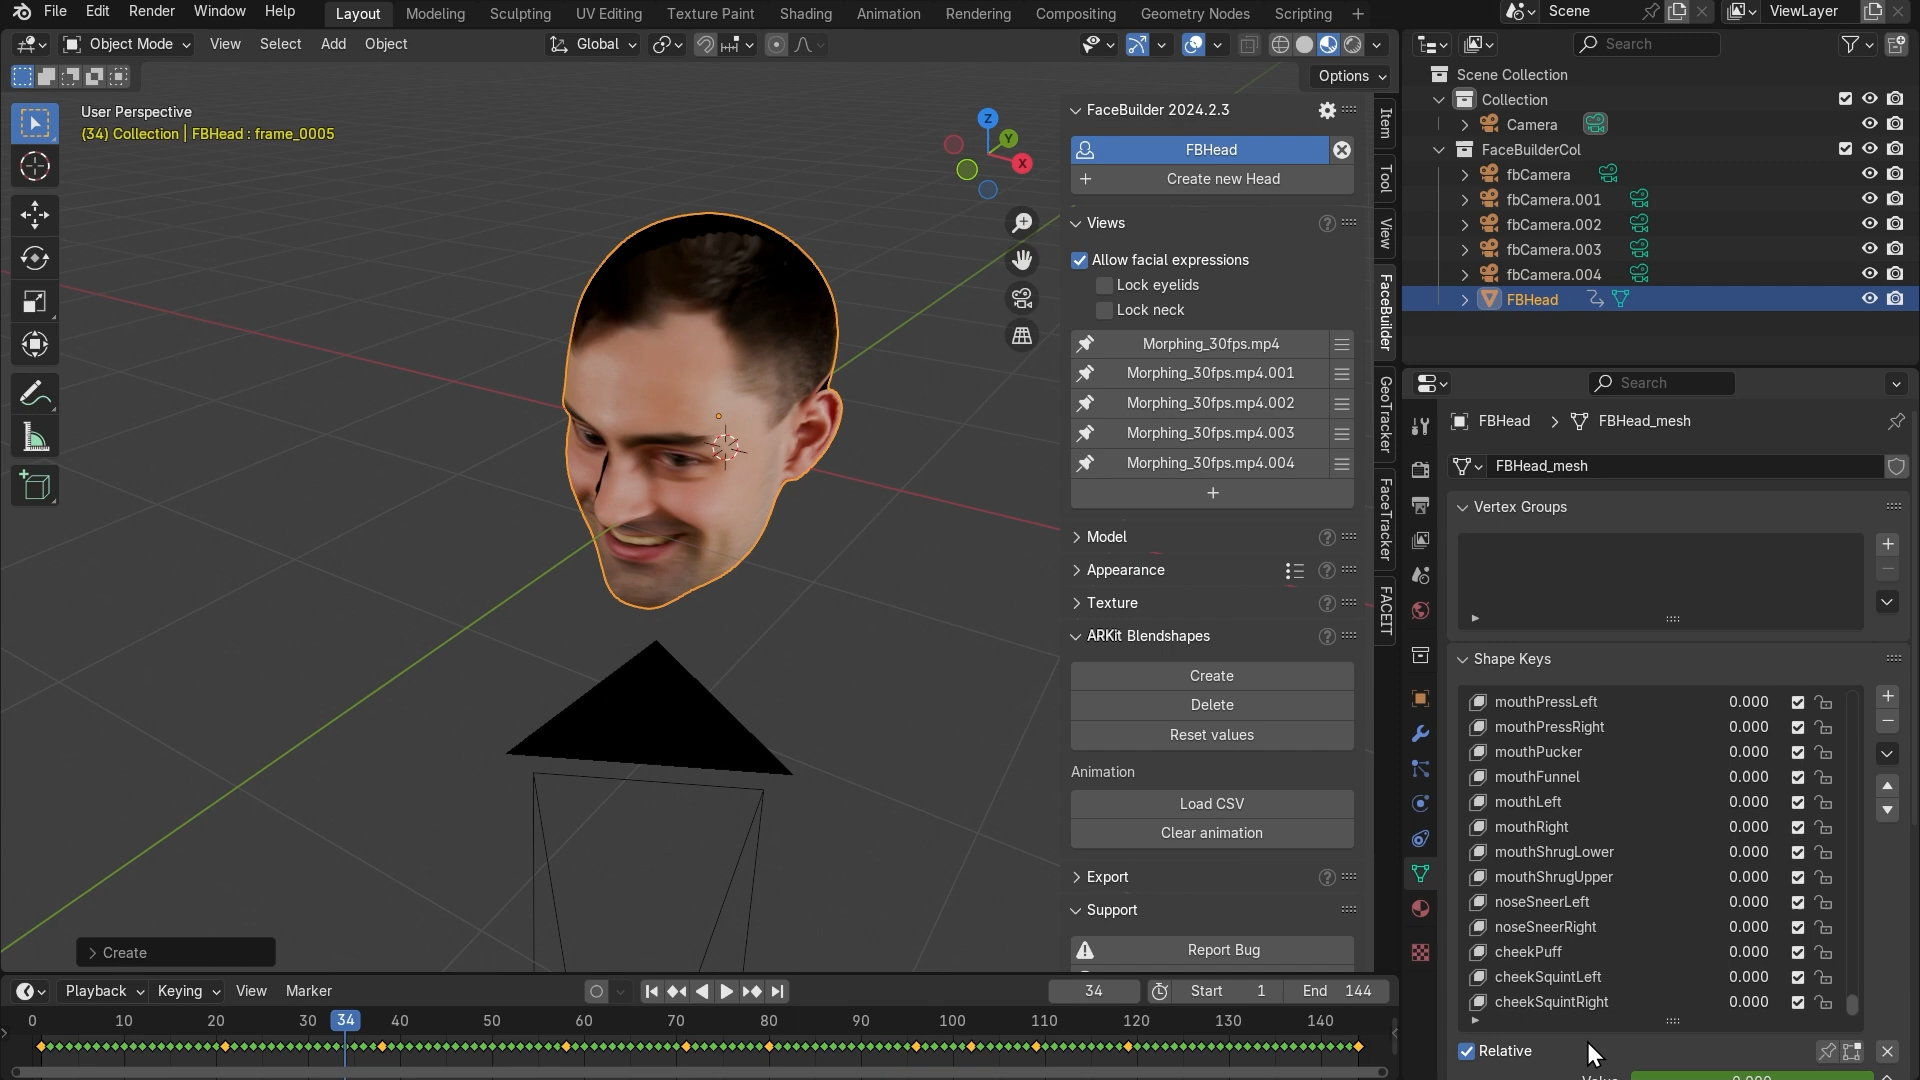 File Edit Render Window Help Layout Modeling Sculpting UV Editing Texture Paint Shading Animation Rendering Compositing Geometry Nodes Scripting + Scene ViewLayer
Object Mode View Select Add Object Global Search
Options
User Perspective
(34) Collection | FBHead : frame_0005
Z
Y
X
FaceBuilder 2024.2.3
FBHead
Create new Head
Views
Allow facial expressions
Lock eyelids
Lock neck
Morphing_30fps.mp4
Morphing_30fps.mp4.001
Morphing_30fps.mp4.002
Morphing_30fps.mp4.003
Morphing_30fps.mp4.004
+
Model
Appearance
Texture
ARKit Blendshapes
Create
Delete
Reset values
Animation
Load CSV
Clear animation
Export
Support
Report Bug
Item
Tool
View
FaceBuilder
GeoTracker
FaceTracker
FACEIT
Scene Collection
Collection
Camera
FaceBuilderCol
fbCamera
fbCamera.001
fbCamera.002
fbCamera.003
fbCamera.004
FBHead
Search
FBHead > FBHead_mesh
FBHead_mesh
Vertex Groups
Shape Keys
mouthPressLeft 0.000
mouthPressRight 0.000
mouthPucker 0.000
mouthFunnel 0.000
mouthLeft 0.000
mouthRight 0.000
mouthShrugLower 0.000
mouthShrugUpper 0.000
noseSneerLeft 0.000
noseSneerRight 0.000
cheekPuff 0.000
cheekSquintLeft 0.000
cheekSquintRight 0.000
Relative
Create
Playback Keying View Marker 34 Start 1 End 144
0 10 20 30 34 40 50 60 70 80 90 100 110 120 130 140